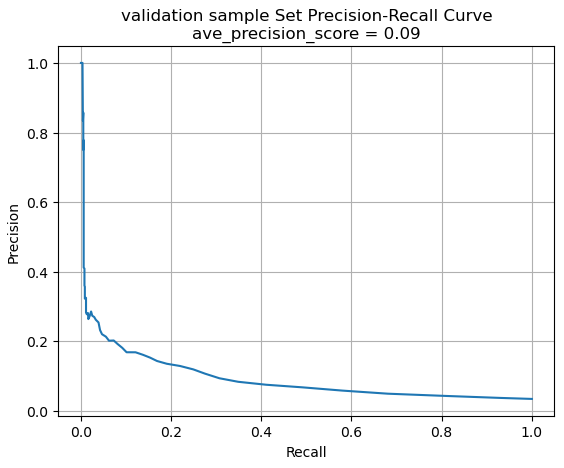 validation sample Set Precision-Recall Curve
ave_precision_score = 0.09
1.0
0.8
0.6
0.4
0.2
0.0
Precision
0.0 0.2 0.4 0.6 0.8 1.0
Recall